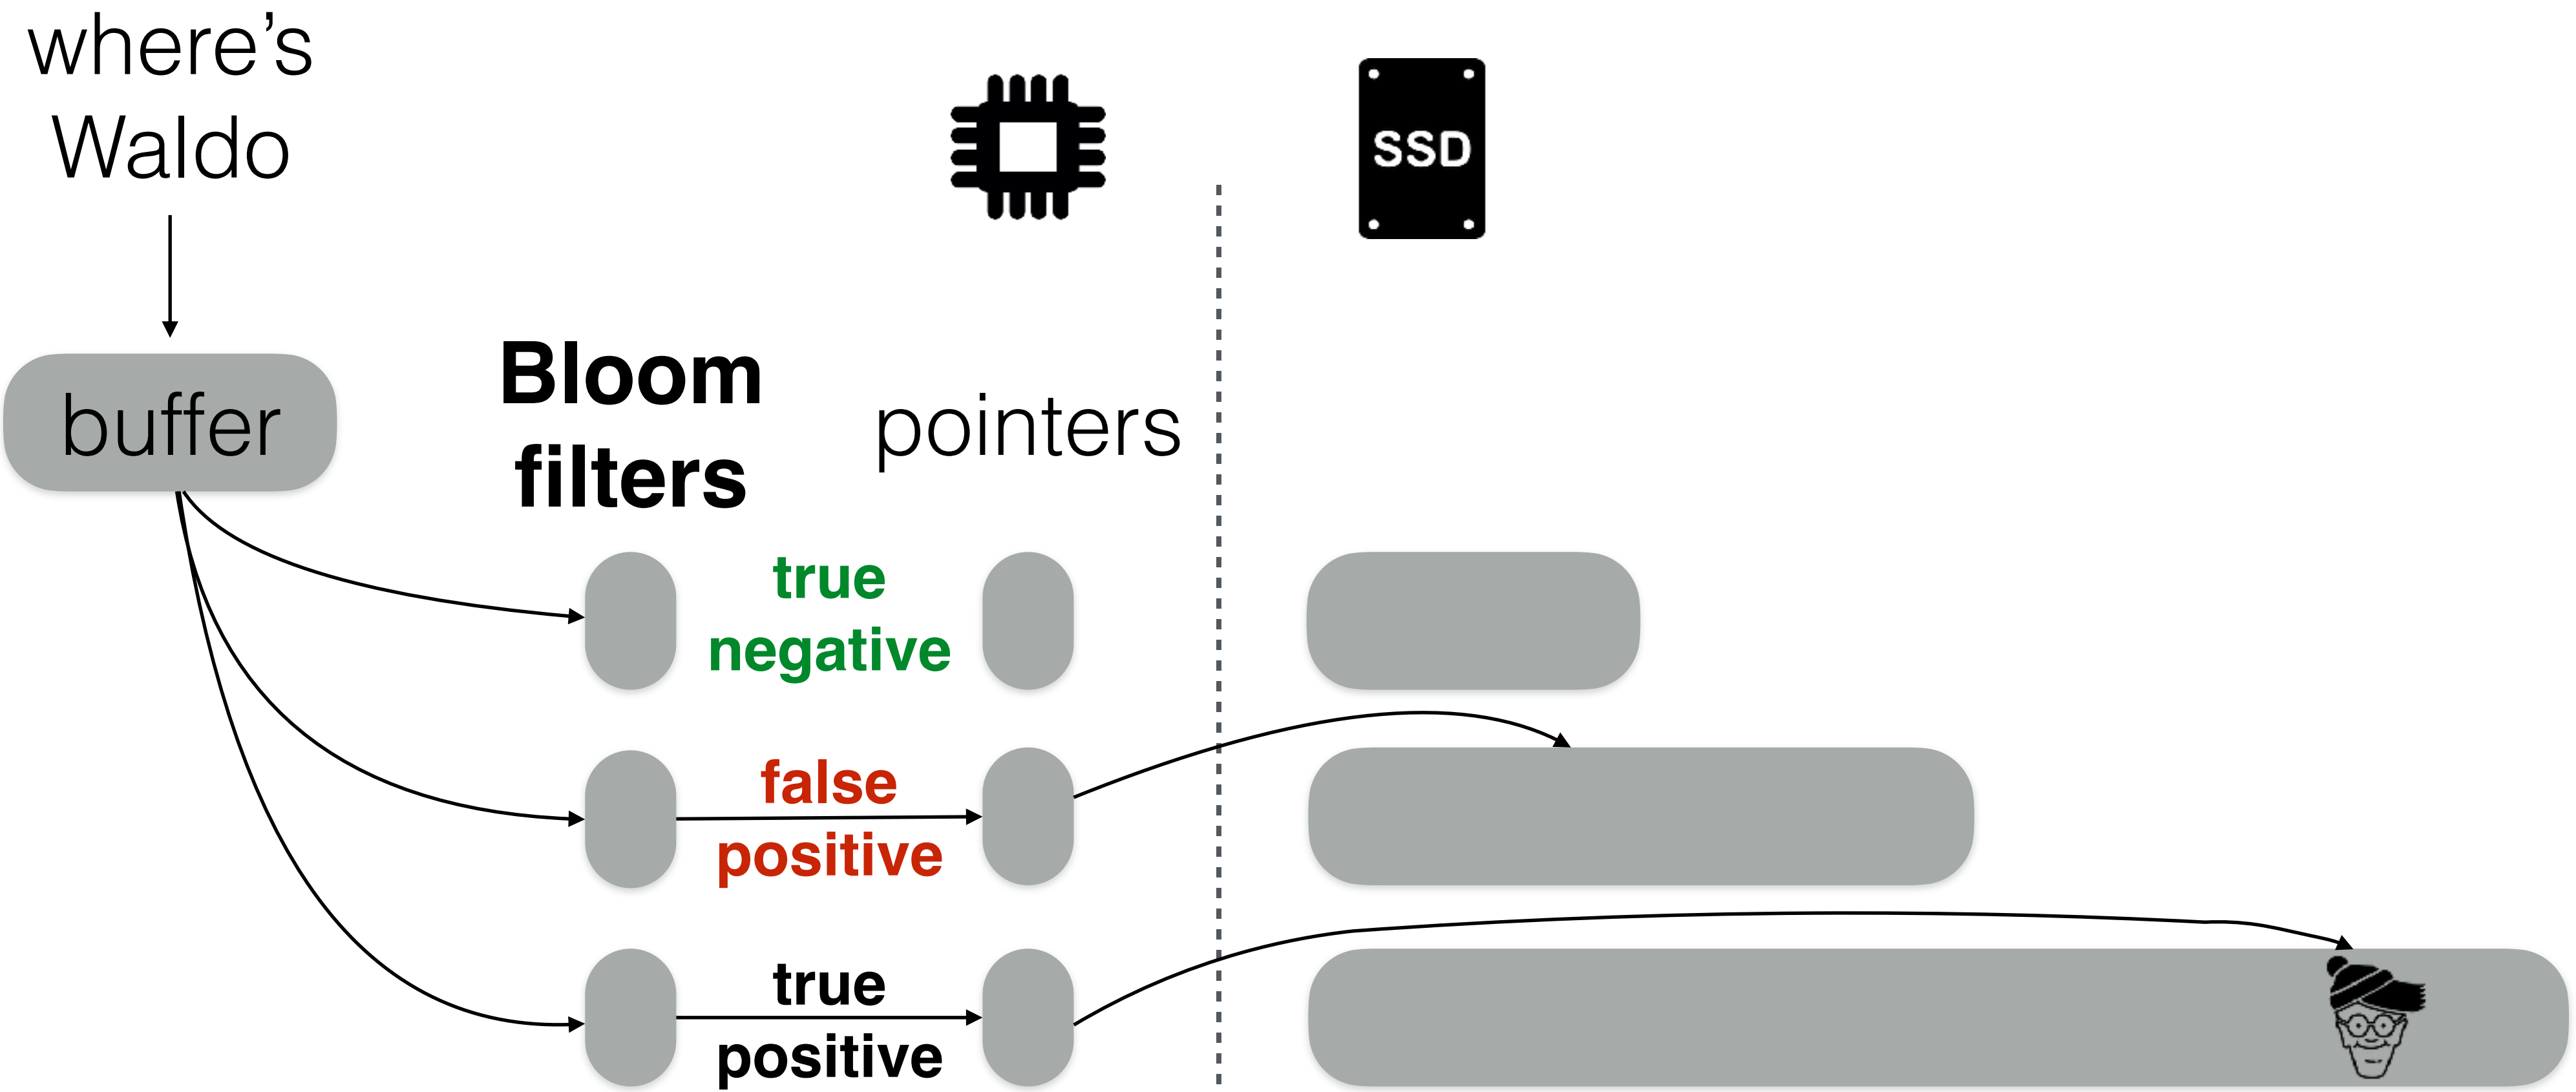 where's
Waldo
SSD
buffer
Bloom
filters
pointers
true
negative
false
positive
true
positive